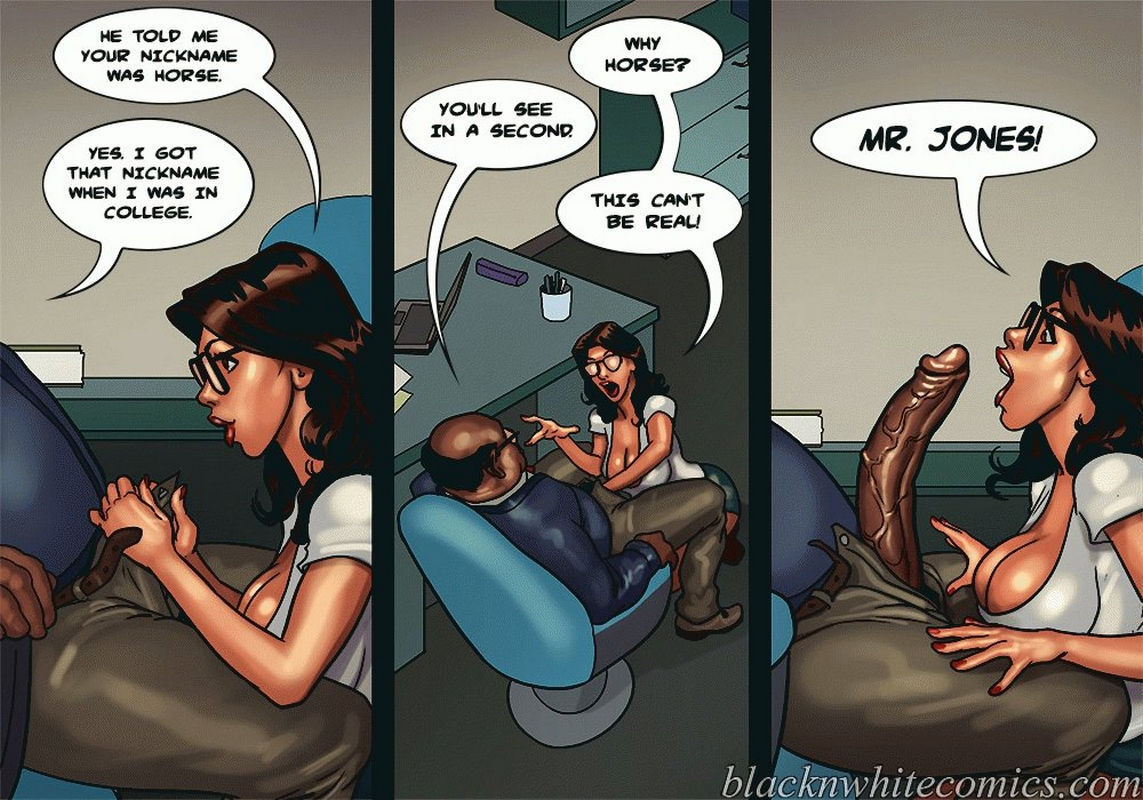 HE TOLD ME
YOUR NICKNAME
WAS HORSE.
YES. I GOT
THAT NICKNAME
WHEN I WAS IN
COLLEGE.
WHY
HORSE?
YOU'LL SEE
IN A SECOND.
THIS CAN'T
BE REAL!
MR. JONES!
blacknwhitecomics.com